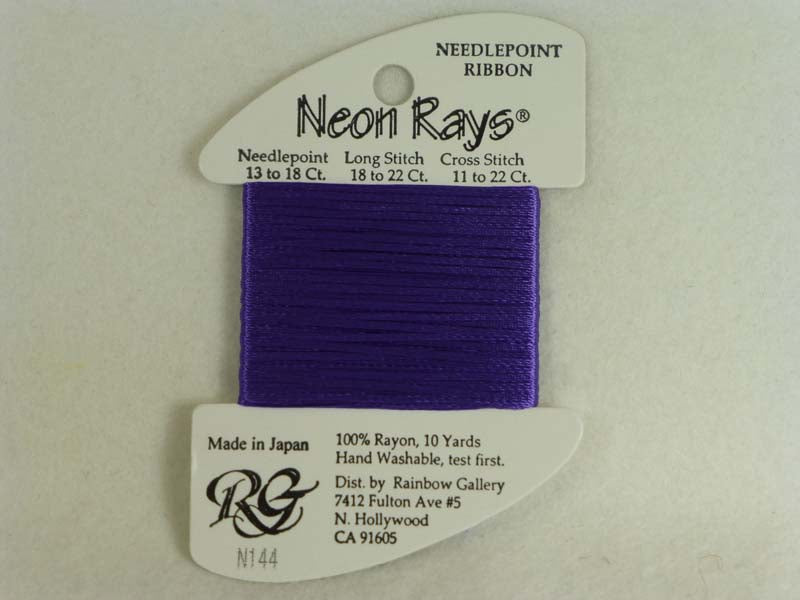 NEEDLEPOINT
RIBBON
Neon Rays®
Needlepoint Long Stitch Cross Stitch
13 to 18 Ct. 18 to 22 Ct. 11 to 22 Ct.
Made in Japan
RG
N144
100% Rayon, 10 Yards
Hand Washable, test first.
Dist. by Rainbow Gallery
7412 Fulton Ave #5
N. Hollywood
CA 91605